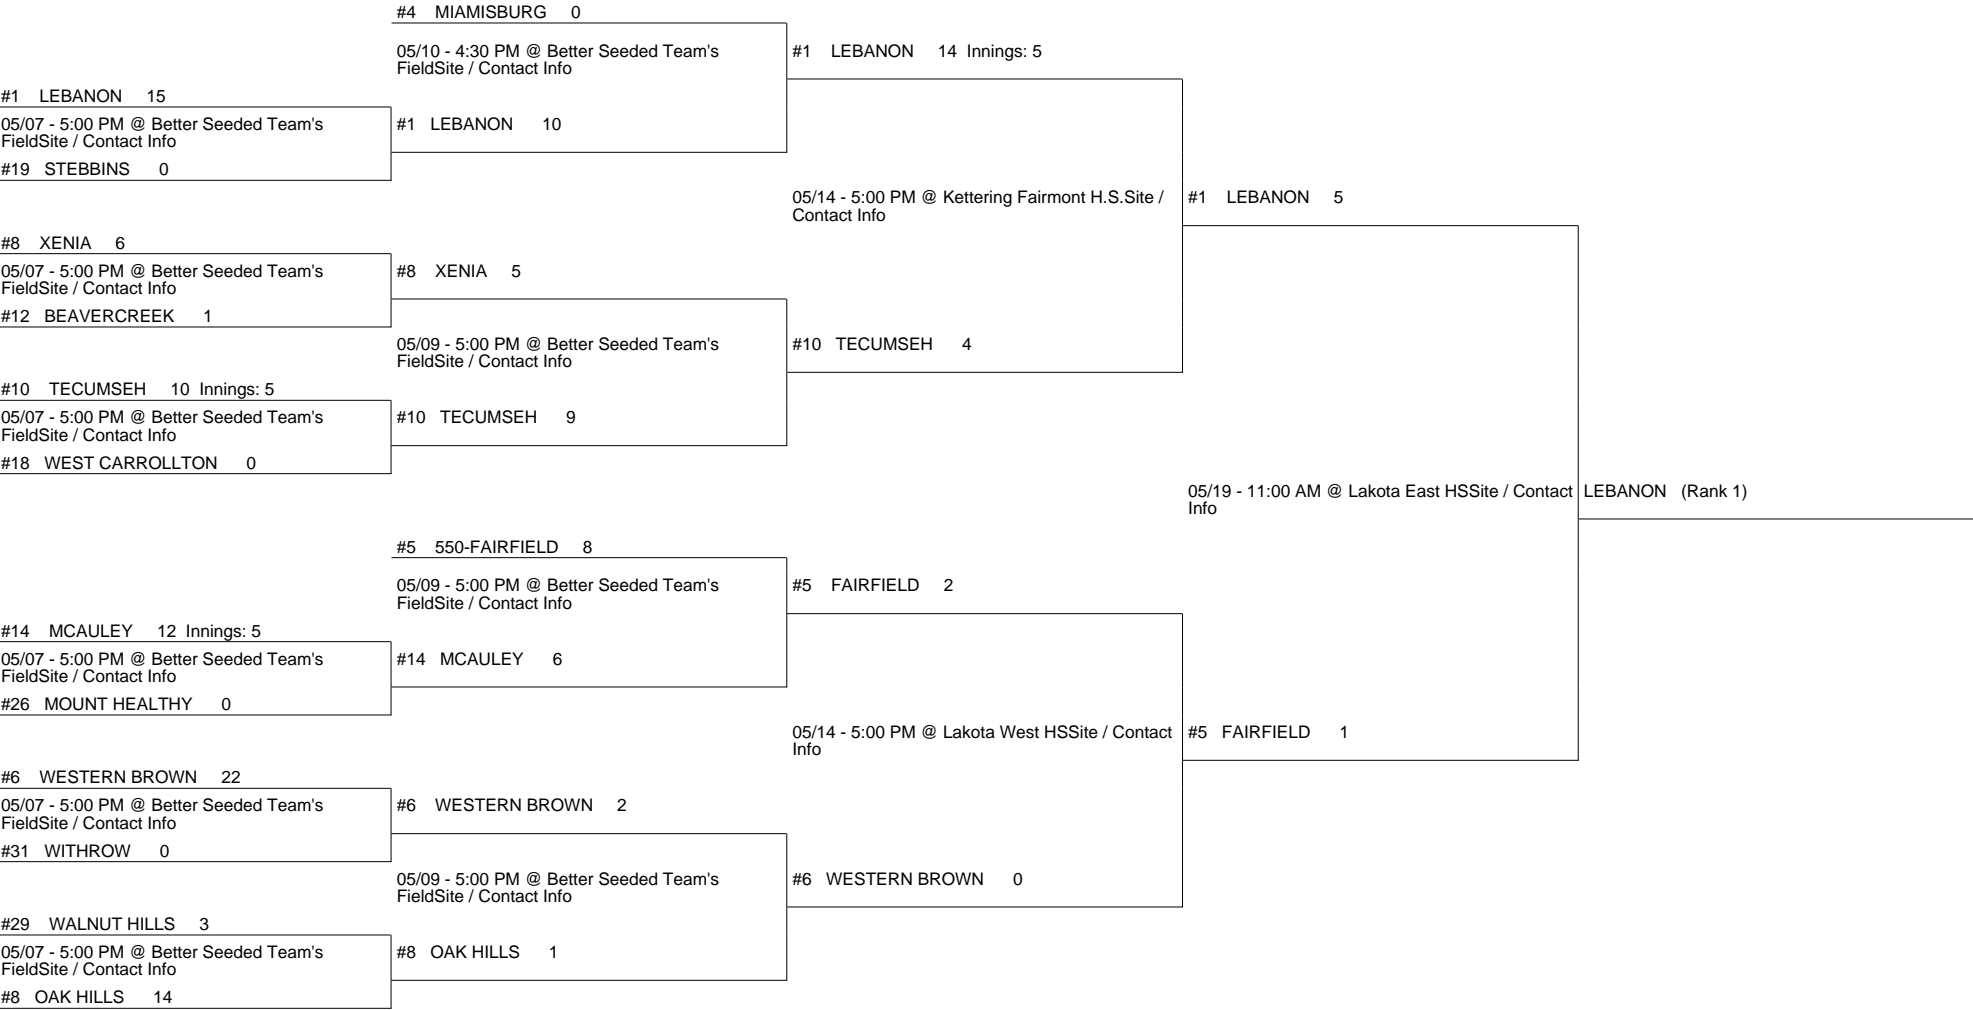 #4 MIAMISBURG 0
05/10 - 4:30 PM @ Better Seeded Team's
FieldSite / Contact Info
#1 LEBANON 14 Innings: 5
#1 LEBANON 15
05/07 - 5:00 PM @ Better Seeded Team's
FieldSite / Contact Info
#1 LEBANON 10
#19 STEBBINS 0
05/14 - 5:00 PM @ Kettering Fairmont H.S.Site /
Contact Info
#1 LEBANON 5
#8 XENIA 6
05/07 - 5:00 PM @ Better Seeded Team's
FieldSite / Contact Info
#8 XENIA 5
#12 BEAVERCREEK 1
05/09 - 5:00 PM @ Better Seeded Team's
FieldSite / Contact Info
#10 TECUMSEH 4
#10 TECUMSEH 10 Innings: 5
05/07 - 5:00 PM @ Better Seeded Team's
FieldSite / Contact Info
#10 TECUMSEH 9
#18 WEST CARROLLTON 0
05/19 - 11:00 AM @ Lakota East HSSite / Contact
Info
LEBANON (Rank 1)
#5 550-FAIRFIELD 8
05/09 - 5:00 PM @ Better Seeded Team's
FieldSite / Contact Info
#5 FAIRFIELD 2
#14 MCAULEY 12 Innings: 5
05/07 - 5:00 PM @ Better Seeded Team's
FieldSite / Contact Info
#14 MCAULEY 6
#26 MOUNT HEALTHY 0
05/14 - 5:00 PM @ Lakota West HSSite / Contact
Info
#5 FAIRFIELD 1
#6 WESTERN BROWN 22
05/07 - 5:00 PM @ Better Seeded Team's
FieldSite / Contact Info
#6 WESTERN BROWN 2
#31 WITHROW 0
05/09 - 5:00 PM @ Better Seeded Team's
FieldSite / Contact Info
#6 WESTERN BROWN 0
#29 WALNUT HILLS 3
05/07 - 5:00 PM @ Better Seeded Team's
FieldSite / Contact Info
#8 OAK HILLS 1
#8 OAK HILLS 14